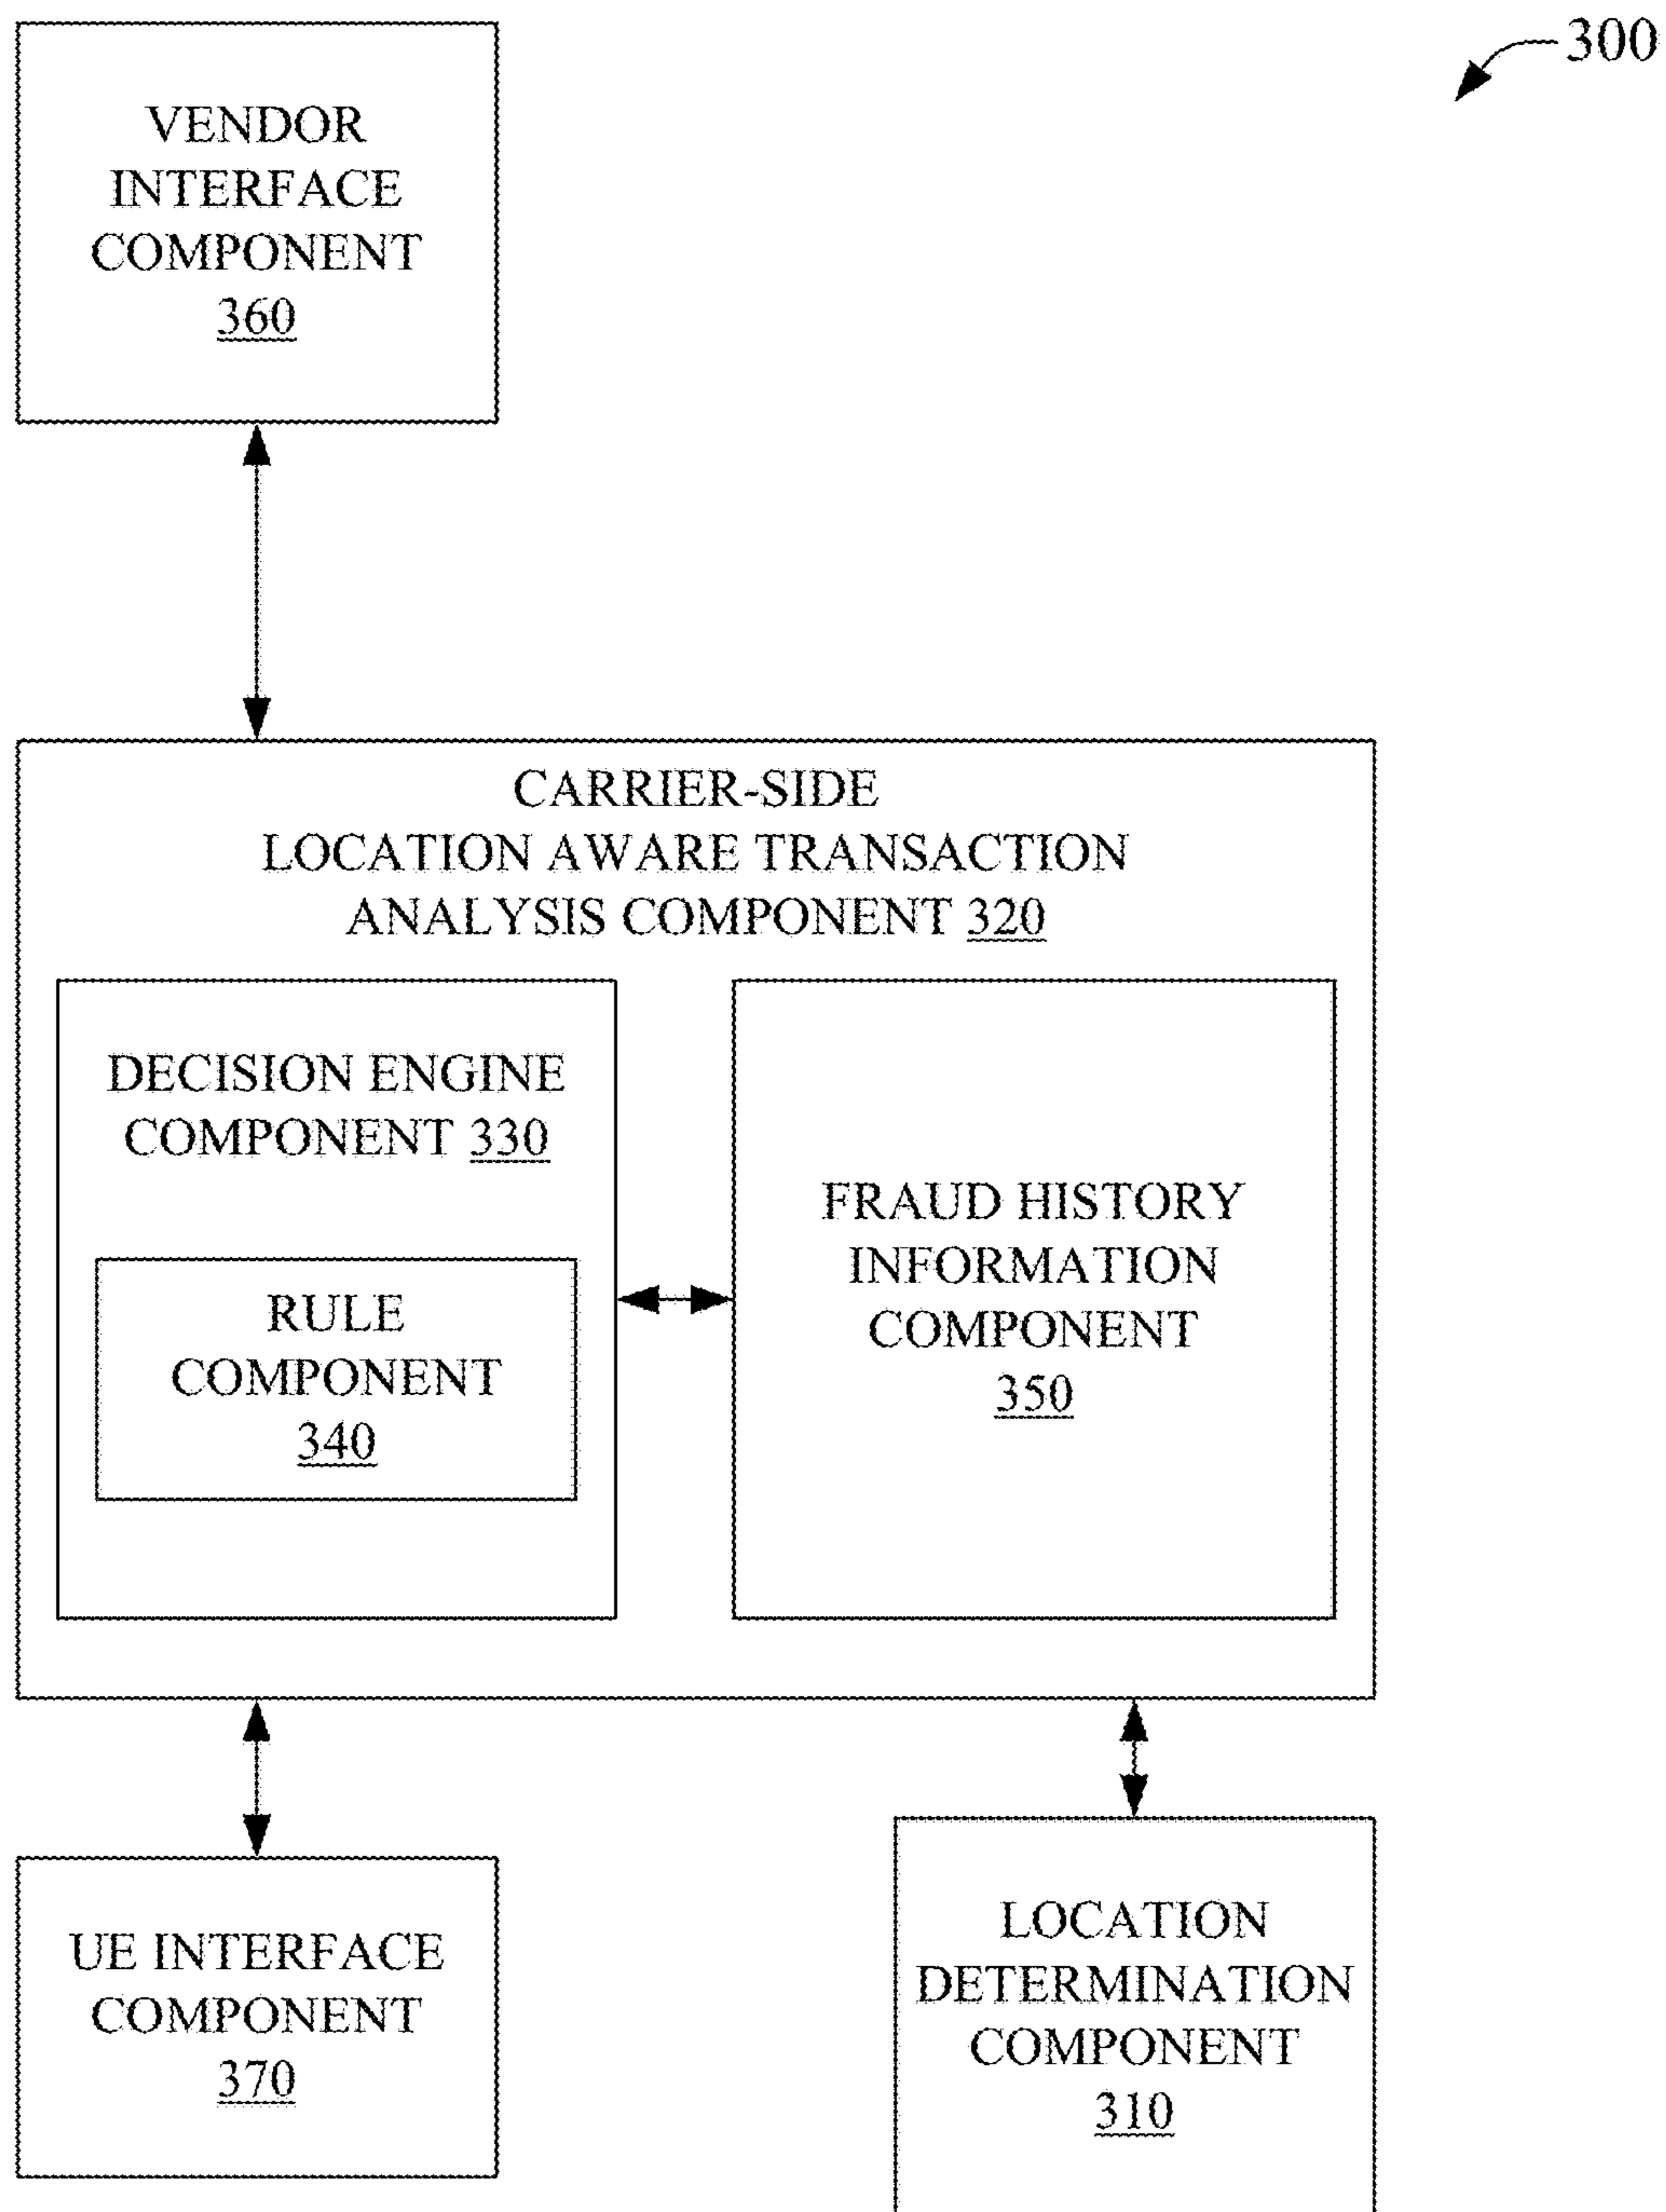 300
VENDOR
INTERFACE
COMPONENT
360
CARRIER-SIDE
LOCATION AWARE TRANSACTION
ANALYSIS COMPONENT 320
DECISION ENGINE
COMPONENT 330
RULE
COMPONENT
340
FRAUD HISTORY
INFORMATION
COMPONENT
350
UE INTERFACE
COMPONENT
370
LOCATION
DETERMINATION
COMPONENT
310